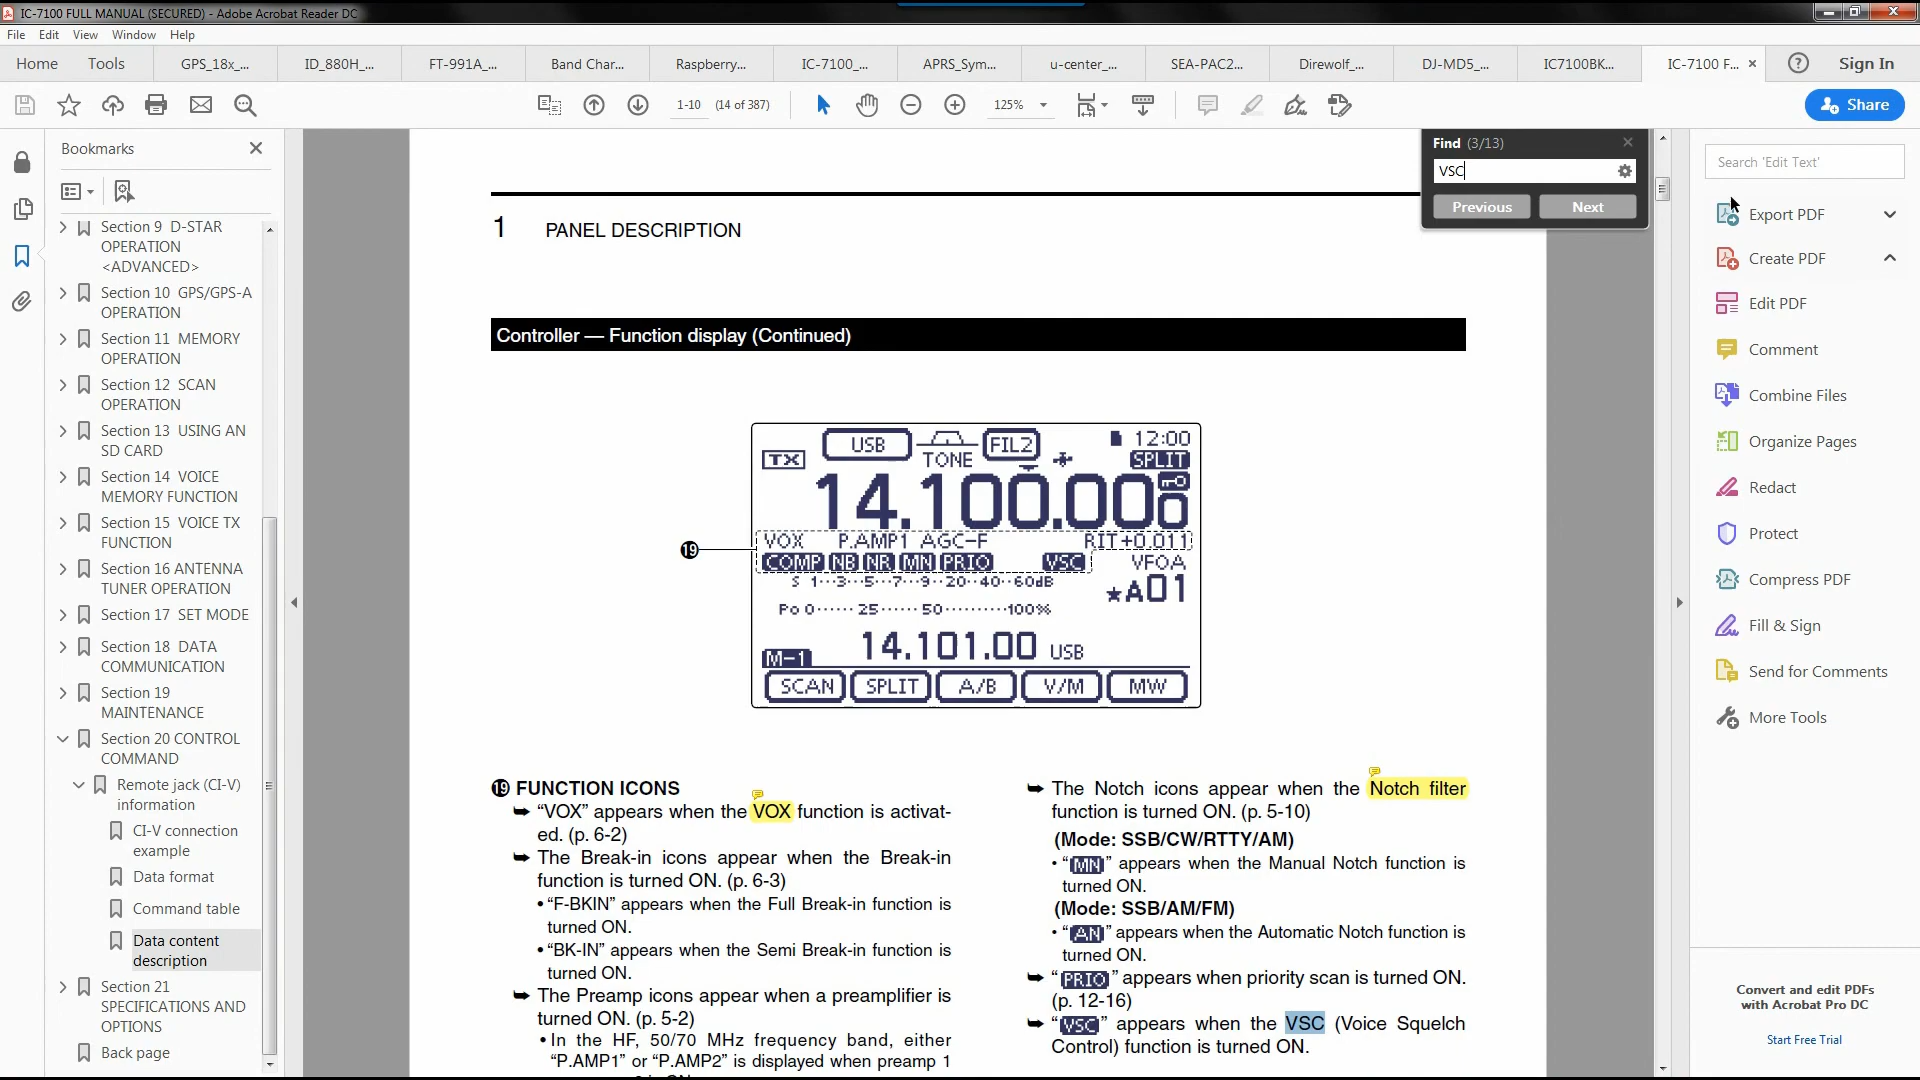 IC-7100 FULL MANUAL (SECURED) - Adobe Acrobat Reader DC
File Edit View Window Help
Home Tools GPS_18x_... ID_880H_... FT-991A_... Band Char... Raspberry... IC-7100_... APRS_Sym... u-center_... SEA-PAC2... Direwolf_... DJ-MD5_... IC7100BK... IC-7100 F... Sign In
1-10 (14 of 387) 125% Share
Bookmarks
Section 9 D-STAR
OPERATION
<ADVANCED>
Section 10 GPS/GPS-A
OPERATION
Section 11 MEMORY
OPERATION
Section 12 SCAN
OPERATION
Section 13 USING AN
SD CARD
Section 14 VOICE
MEMORY FUNCTION
Section 15 VOICE TX
FUNCTION
Section 16 ANTENNA
TUNER OPERATION
Section 17 SET MODE
Section 18 DATA
COMMUNICATION
Section 19
MAINTENANCE
Section 20 CONTROL
COMMAND
Remote jack (CI-V)
information
CI-V connection
example
Data format
Command table
Data content
description
Section 21
SPECIFICATIONS AND
OPTIONS
Back page
1 PANEL DESCRIPTION
Controller — Function display (Continued)
USB FIL2 12:00
TX TONE SPLIT
14.100.000
⓳
VOX P.AMP1 AGC-F RIT+0.011
COMP NB NR MN PRIO VSC VFOA
S 1···3···5···7···9···20···40···60dB
★A01
Po 0······25······50·········100%
14.101.00 USB
M-1
SCAN SPLIT A/B V/M MW
⓳ FUNCTION ICONS
➥ “VOX” appears when the VOX function is activat-
ed. (p. 6-2)
➥ The Break-in icons appear when the Break-in
function is turned ON. (p. 6-3)
• “F-BKIN” appears when the Full Break-in function is
turned ON.
• “BK-IN” appears when the Semi Break-in function is
turned ON.
➥ The Preamp icons appear when a preamplifier is
turned ON. (p. 5-2)
• In the HF, 50/70 MHz frequency band, either
“P.AMP1” or “P.AMP2” is displayed when preamp 1
➥ The Notch icons appear when the Notch filter
function is turned ON. (p. 5-10)
(Mode: SSB/CW/RTTY/AM)
• “MN” appears when the Manual Notch function is
turned ON.
(Mode: SSB/AM/FM)
• “AN” appears when the Automatic Notch function is
turned ON.
➥ “PRIO” appears when priority scan is turned ON.
(p. 12-16)
➥ “VSC” appears when the VSC (Voice Squelch
Control) function is turned ON.
Find (3/13)
VSC
Previous Next
Search 'Edit Text'
Export PDF
Create PDF
Edit PDF
Comment
Combine Files
Organize Pages
Redact
Protect
Compress PDF
Fill & Sign
Send for Comments
More Tools
Convert and edit PDFs
with Acrobat Pro DC
Start Free Trial